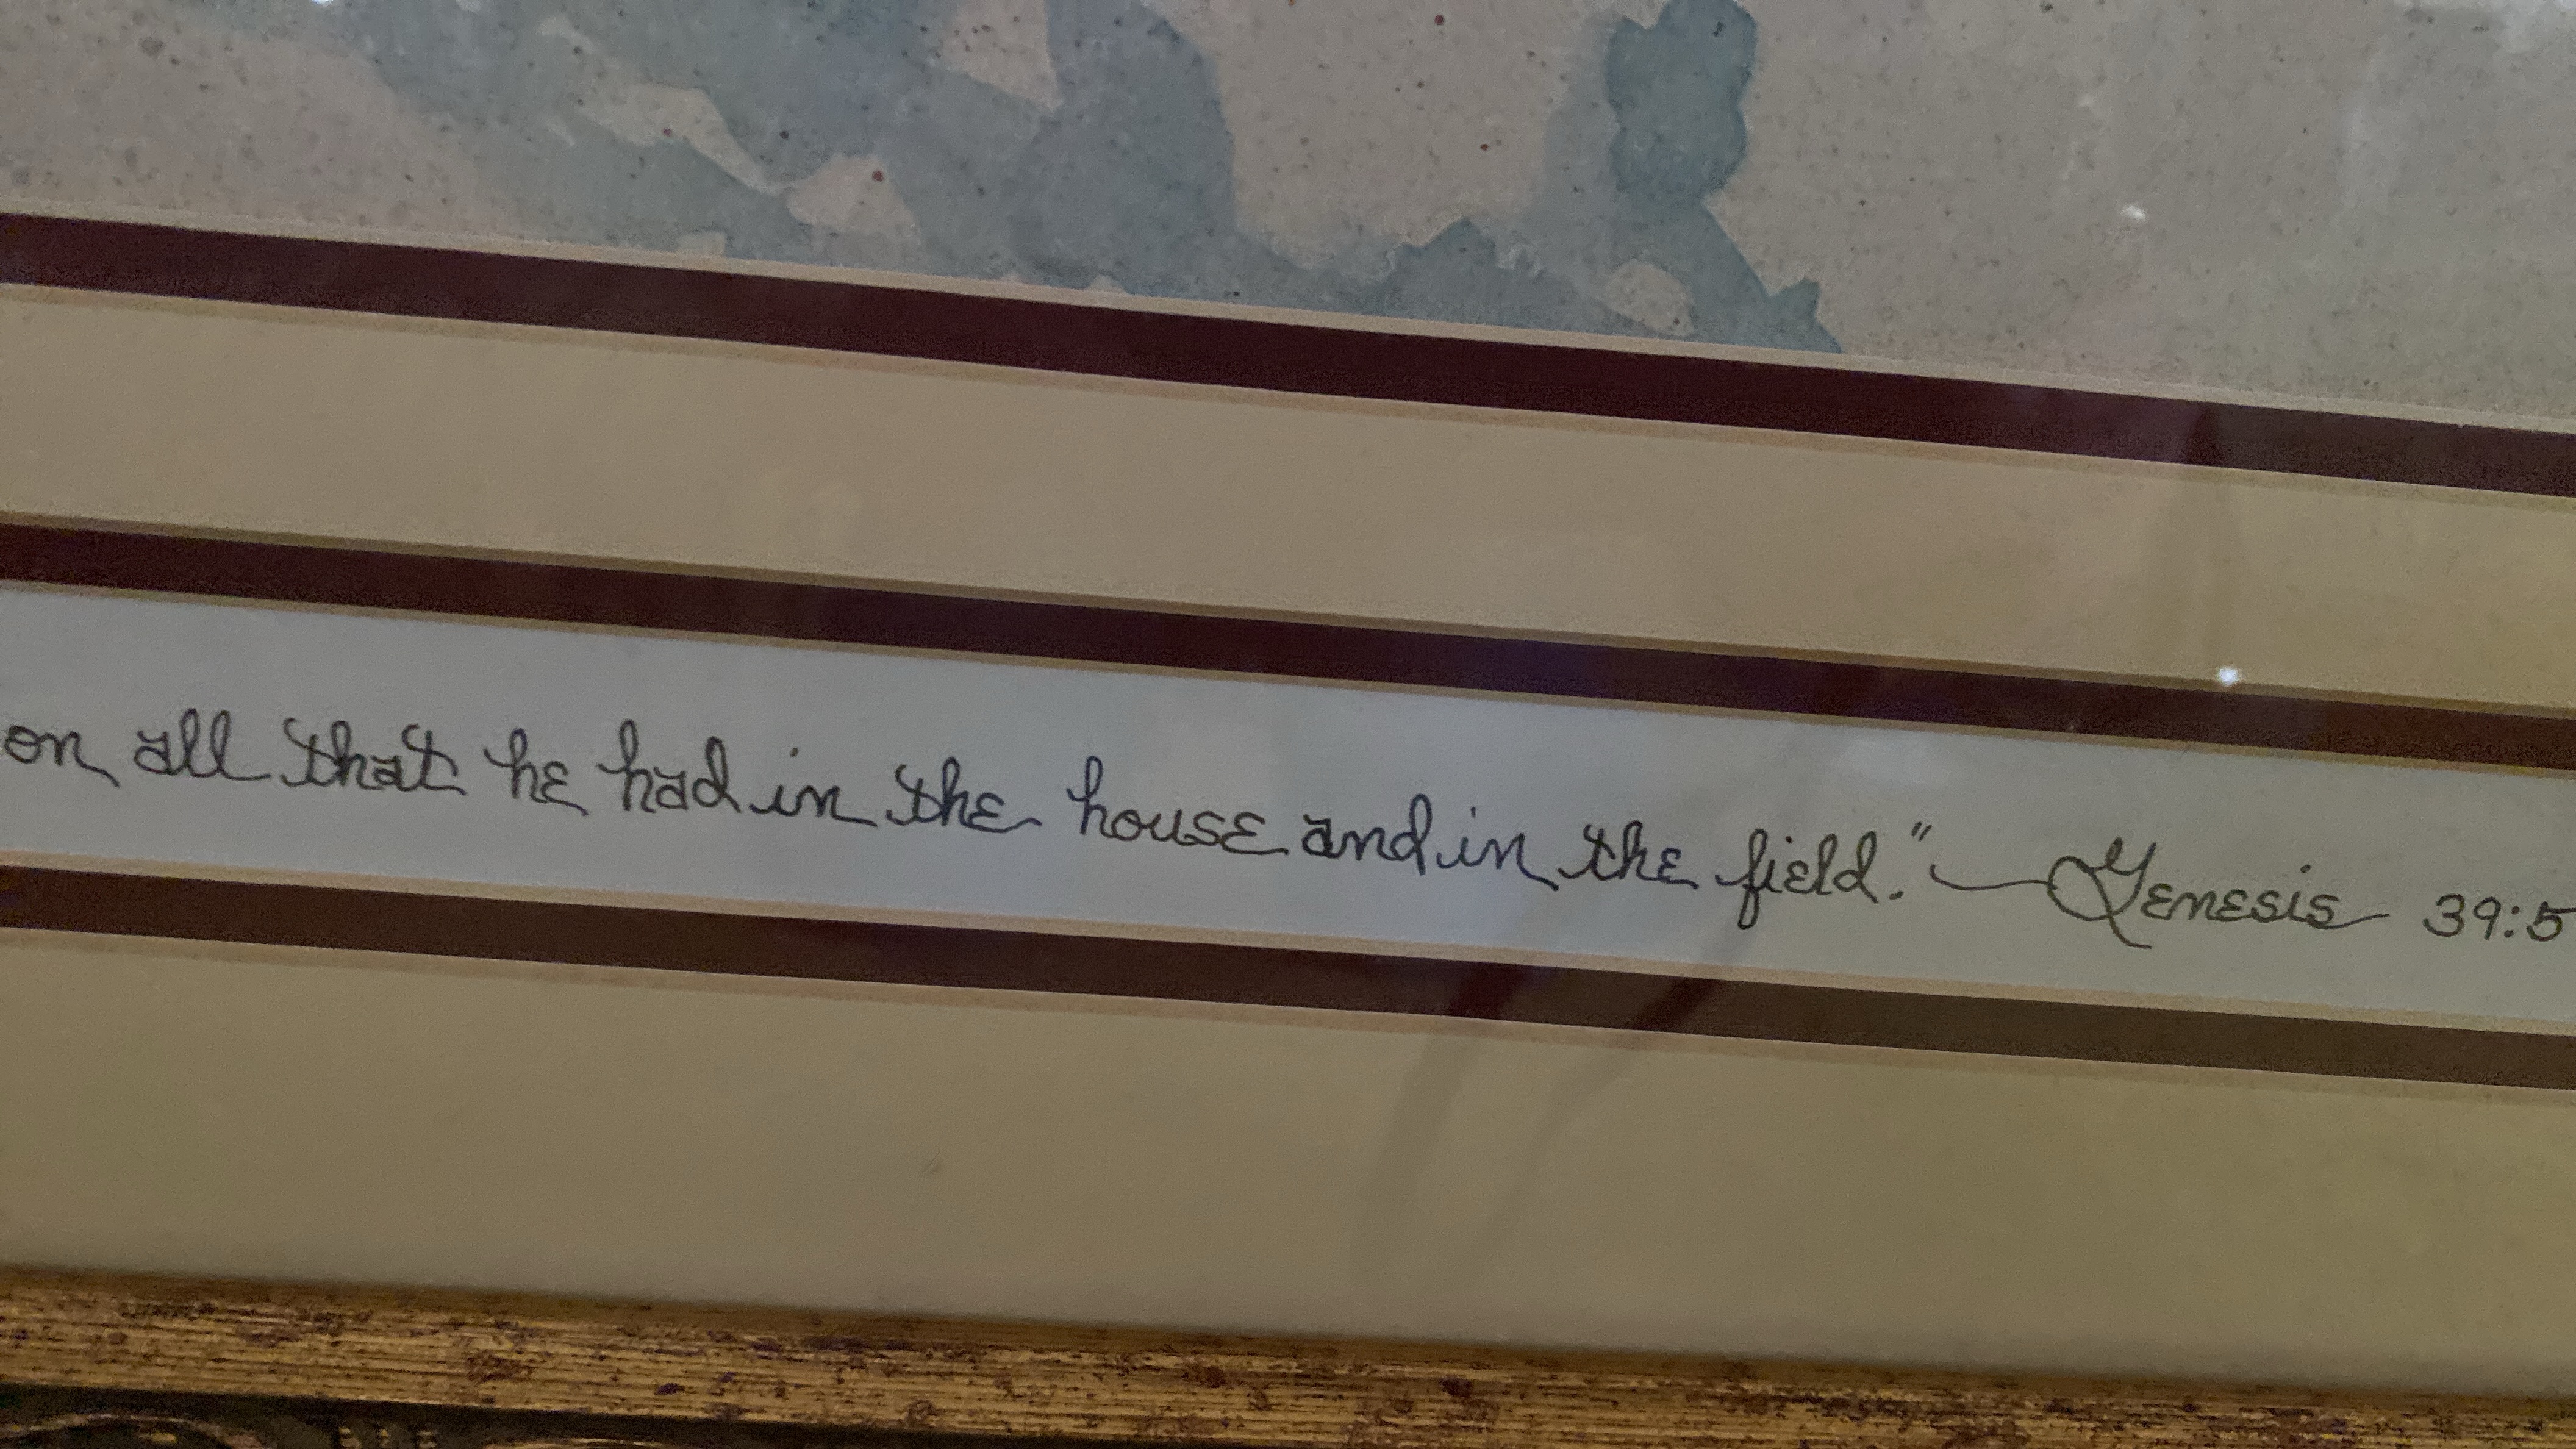 on all that he had in the house and in the field." — Genesis 39:5